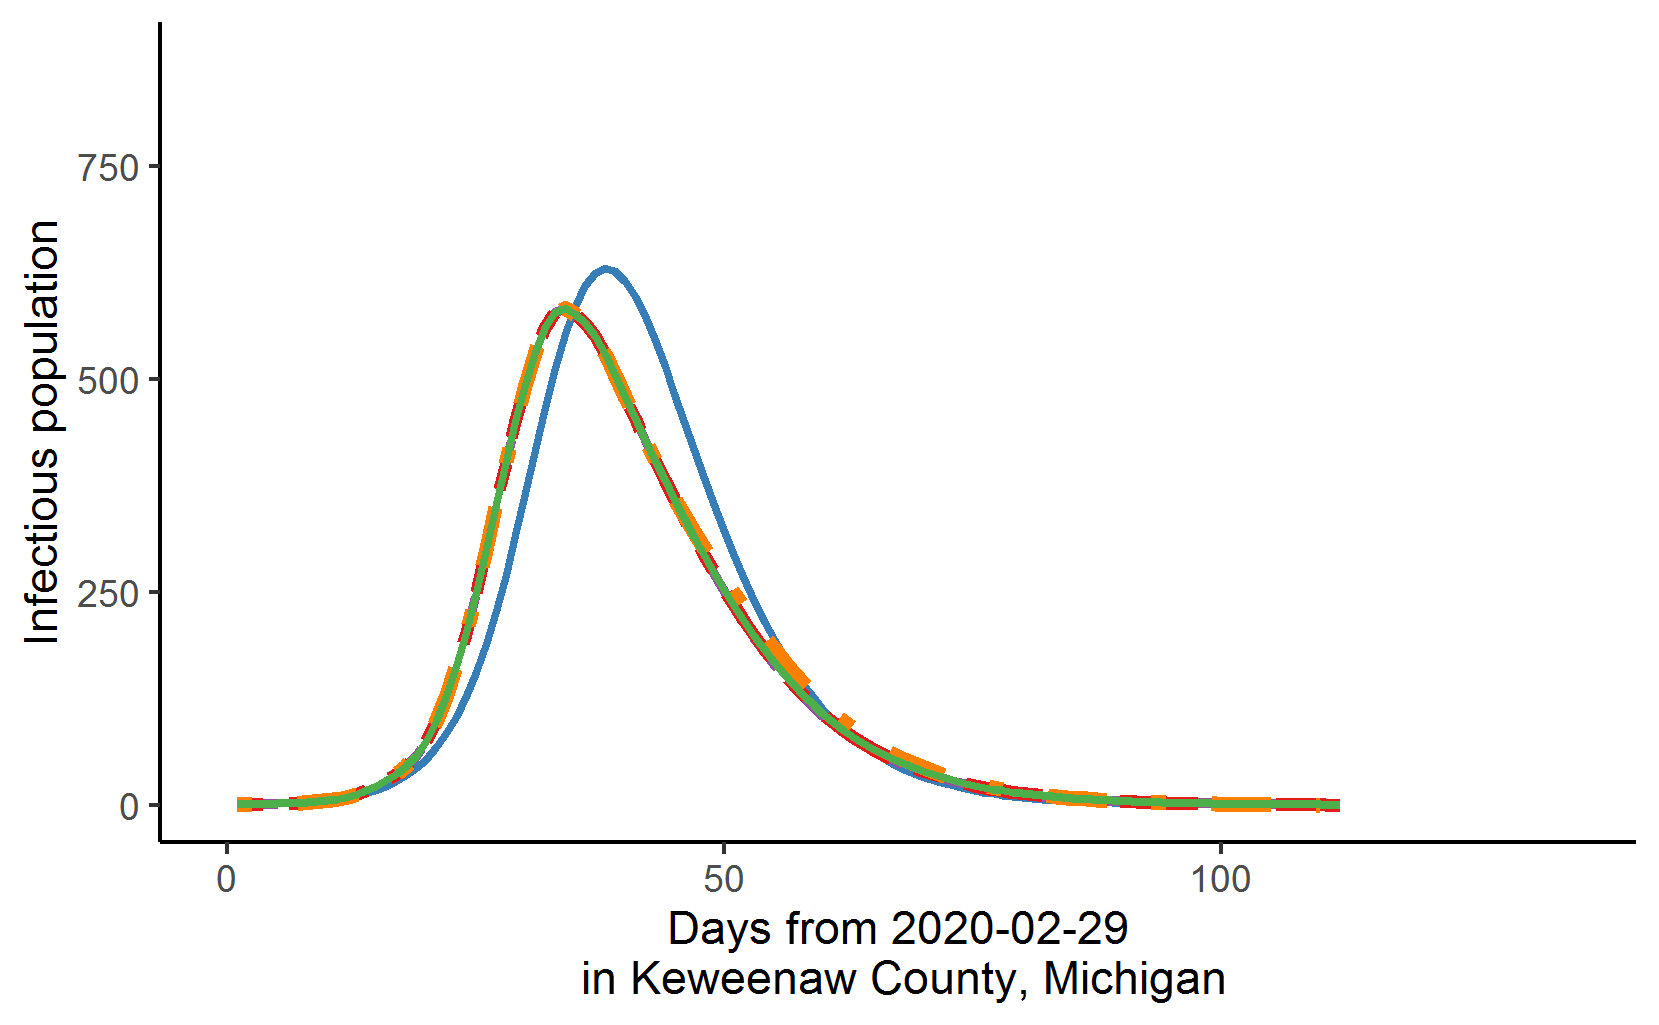 Infectious population
750
500
250
0
0 50 100
Days from 2020-02-29
in Keweenaw County, Michigan